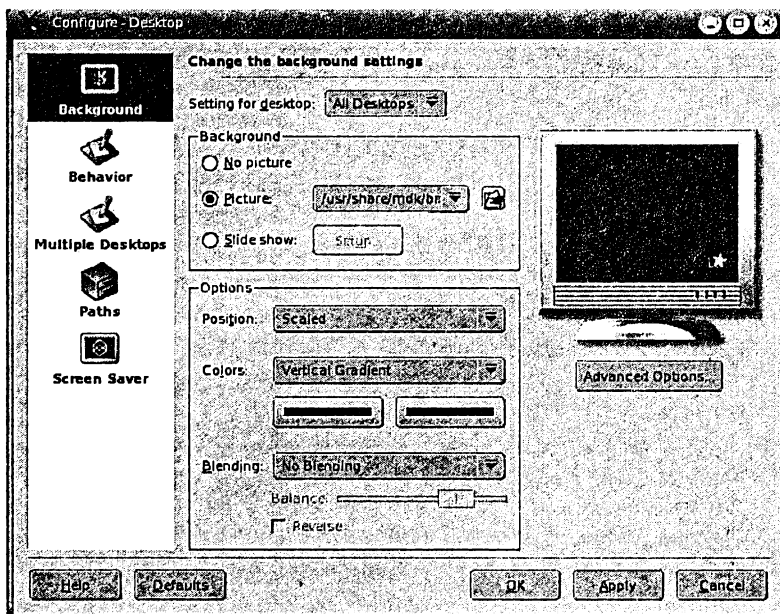 Configure - Desktop
Background
Behavior
Multiple Desktops
Paths
Screen Saver
Change the background settings
Setting for desktop: All Desktops
Background
No picture
Picture: /usr/share/mdk/bac
Slide show: Setup
Options
Position: Scaled
Colors: Vertical Gradient
Blending: No Blending
Balance:
Reverse
Advanced Options
Help
Defaults
OK
Apply
Cancel